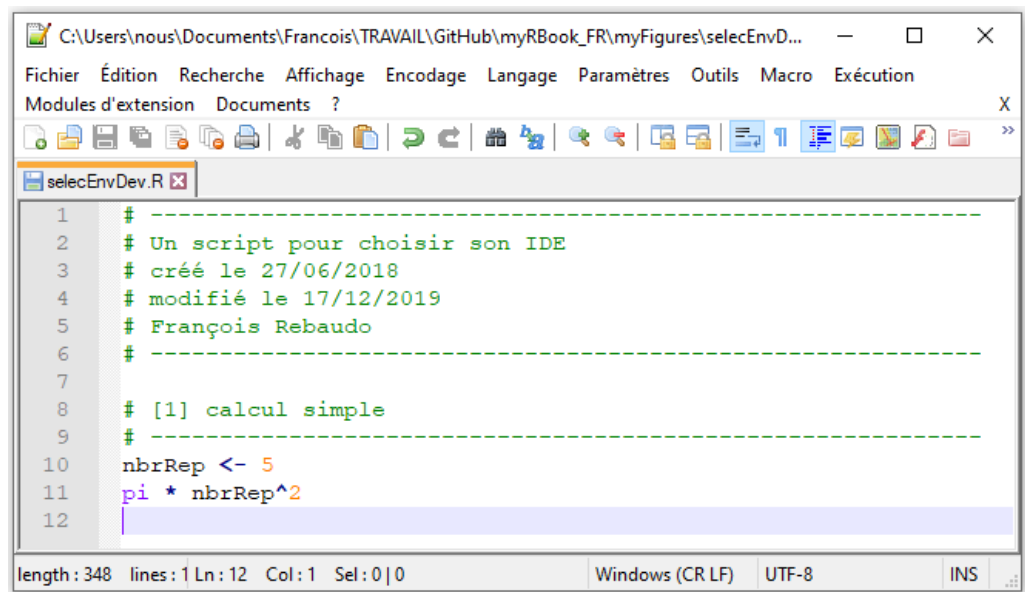 C:\Users\nous\Documents\Francois\TRAVAIL\GitHub\myRBook_FR\myFigures\selecEnvD...
Fichier Édition Recherche Affichage Encodage Langage Paramètres Outils Macro Exécution
Modules d'extension Documents ? X
selecEnvDev.R
1 # ------------------------------------------------------------
2 # Un script pour choisir son IDE
3 # créé le 27/06/2018
4 # modifié le 17/12/2019
5 # François Rebaudo
6 # ------------------------------------------------------------
7
8 # [1] calcul simple
9 # ------------------------------------------------------------
10 nbrRep <- 5
11 pi * nbrRep^2
12
length : 348 lines : 1 Ln : 12 Col : 1 Sel : 0 | 0 Windows (CR LF) UTF-8 INS